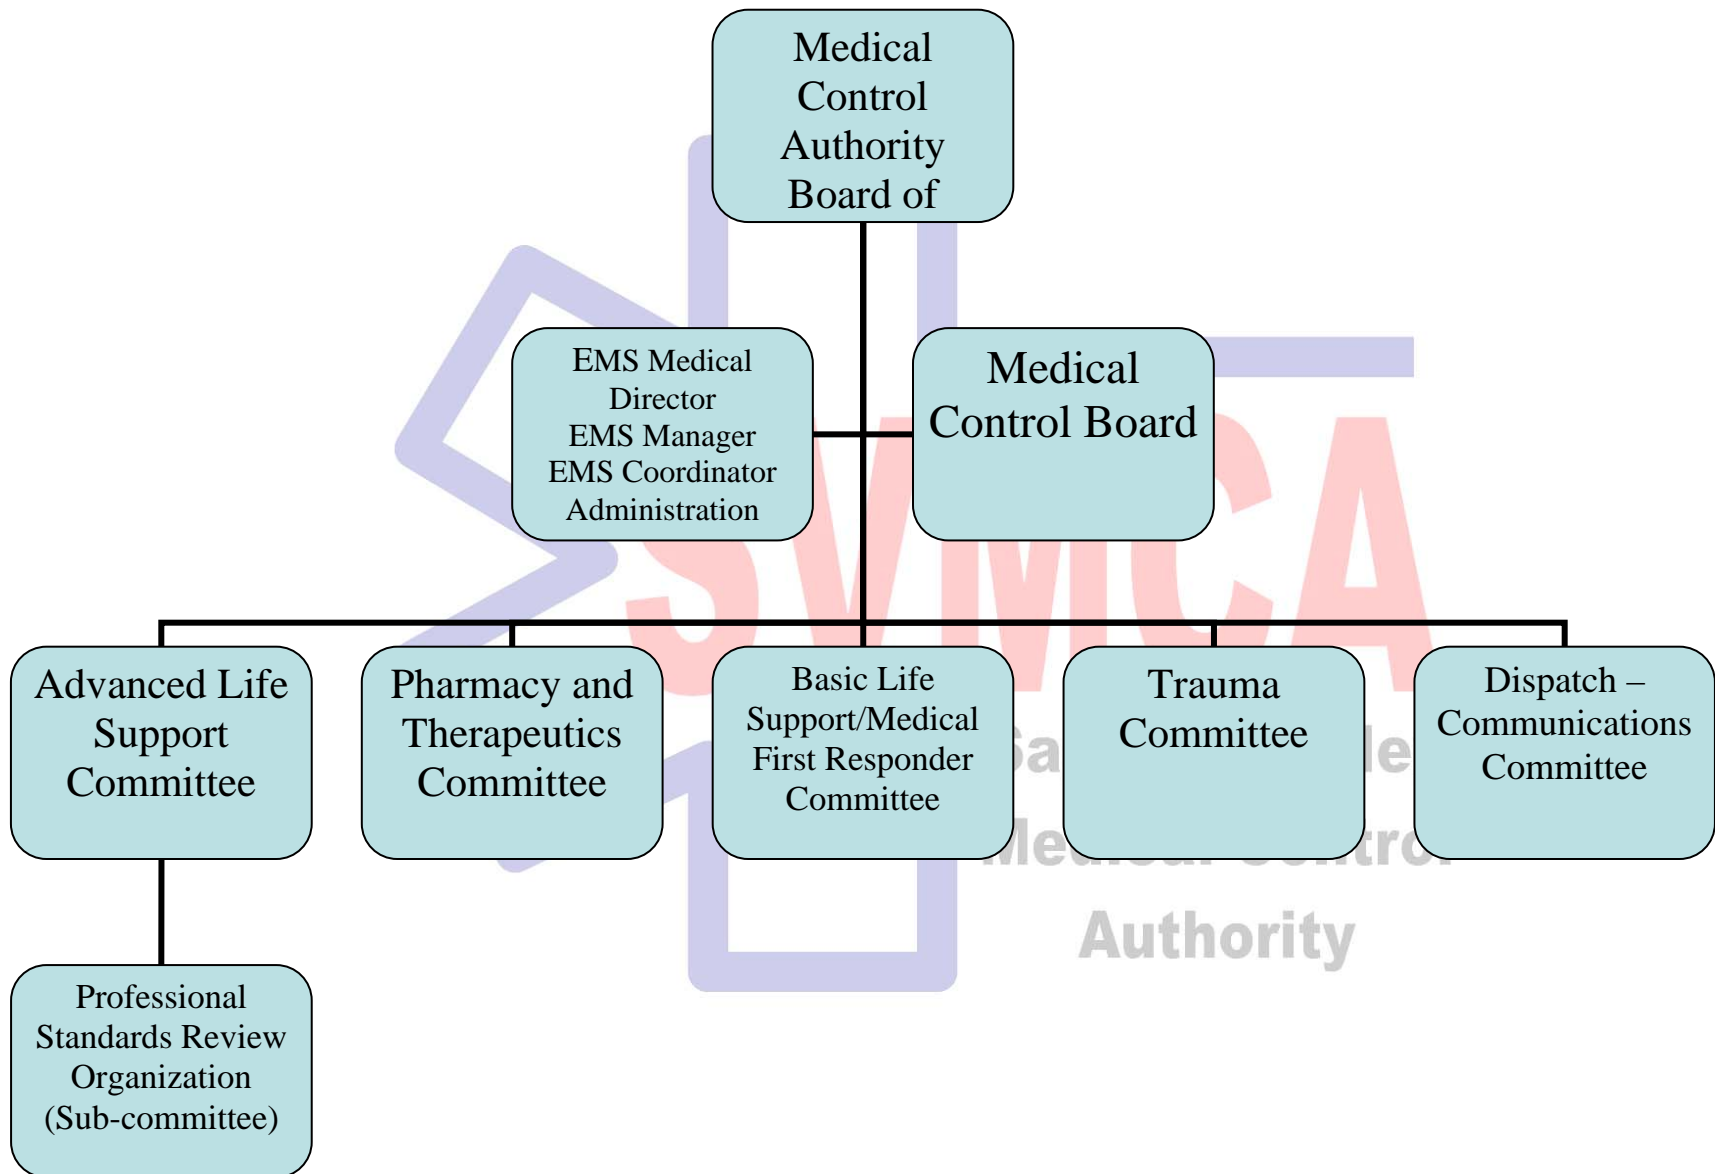 Medical
Control
Authority
Board of
EMS Medical
Director
EMS Manager
EMS Coordinator
Administration
Medical
Control Board
SVMCA
Advanced Life
Support
Committee
Pharmacy and
Therapeutics
Committee
Basic Life
Support/Medical
First Responder
Committee
Trauma
Committee
Dispatch –
Communications
Committee
Medical Control
Authority
Professional
Standards Review
Organization
(Sub-committee)